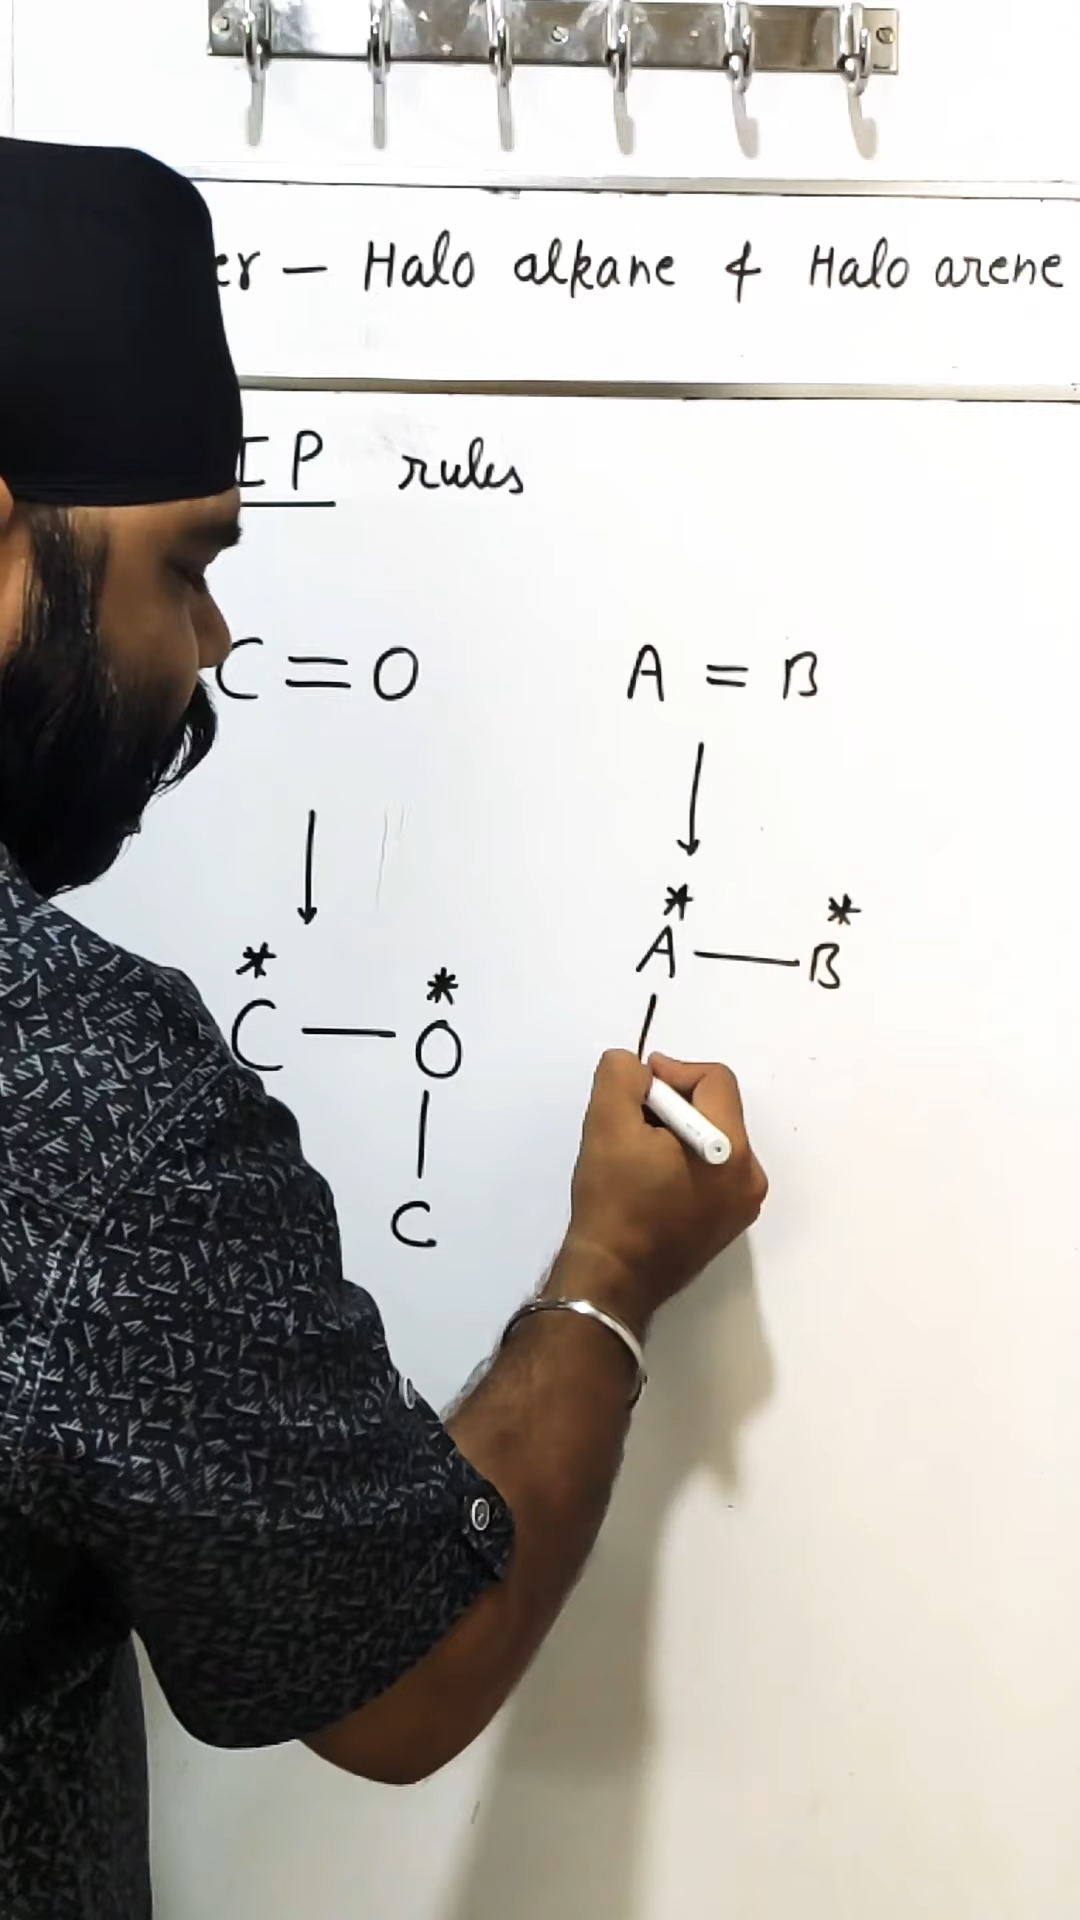 er — Halo alkane & Halo arene
IP rules
C = O
A = B
* *
A — B
* *
C — O
C